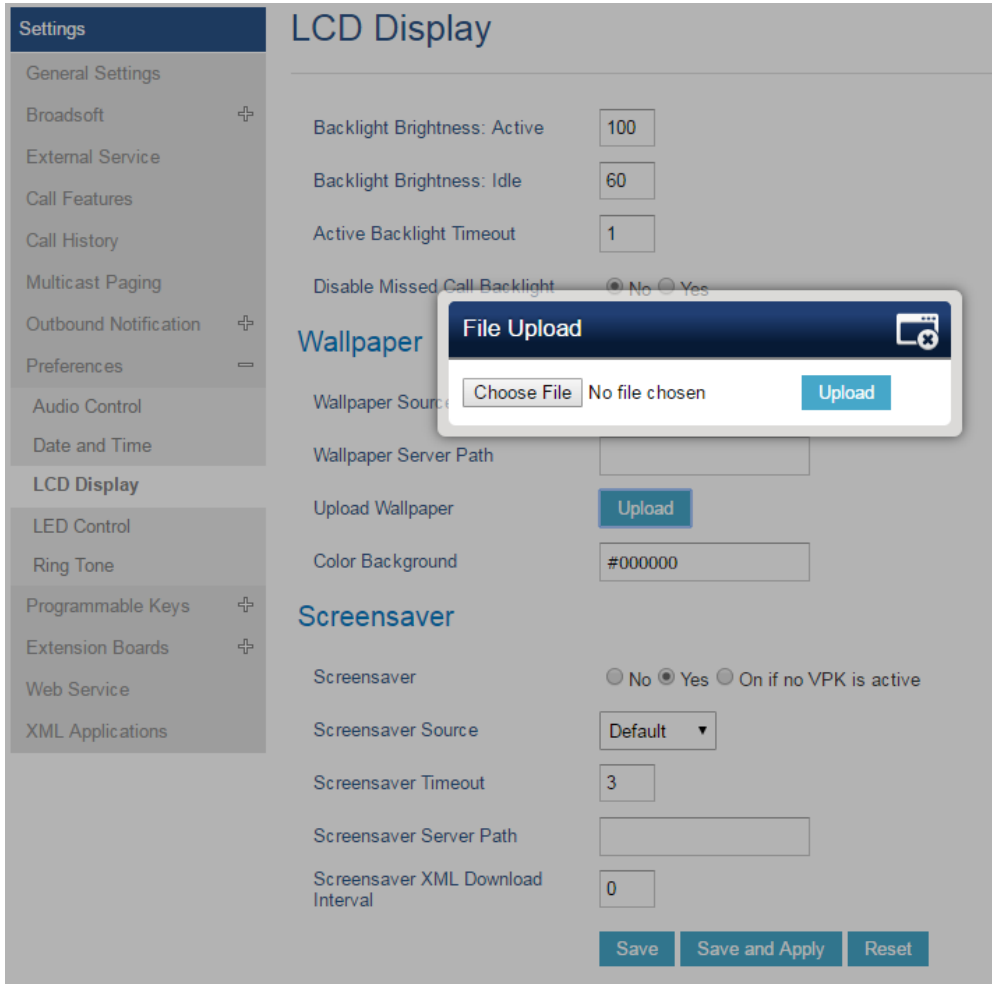 Settings
General Settings
Broadsoft
External Service
Call Features
Call History
Multicast Paging
Outbound Notification
Preferences
Audio Control
Date and Time
LCD Display
LED Control
Ring Tone
Programmable Keys
Extension Boards
Web Service
XML Applications
LCD Display
Backlight Brightness: Active 100
Backlight Brightness: Idle 60
Active Backlight Timeout 1
Disable Missed Call Backlight No Yes
File Upload
Choose File No file chosen Upload
Wallpaper
Wallpaper Source
Wallpaper Server Path
Upload Wallpaper Upload
Color Background #000000
Screensaver
Screensaver No Yes On if no VPK is active
Screensaver Source Default
Screensaver Timeout 3
Screensaver Server Path
Screensaver XML Download
Interval 0
Save Save and Apply Reset